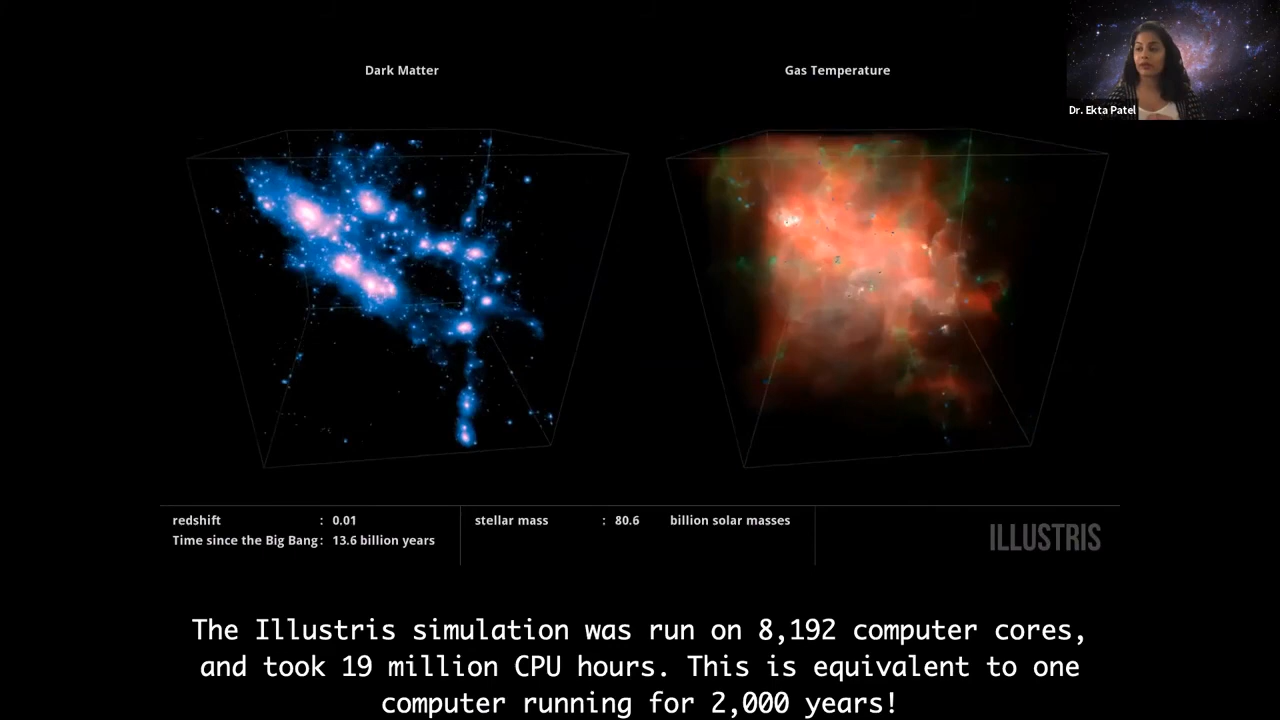 Dark Matter
Gas Temperature
Dr. Ekta Patel
redshift : 0.01
Time since the Big Bang : 13.6 billion years
stellar mass : 80.6 billion solar masses
ILLUSTRIS
The Illustris simulation was run on 8,192 computer cores,
and took 19 million CPU hours. This is equivalent to one
computer running for 2,000 years!